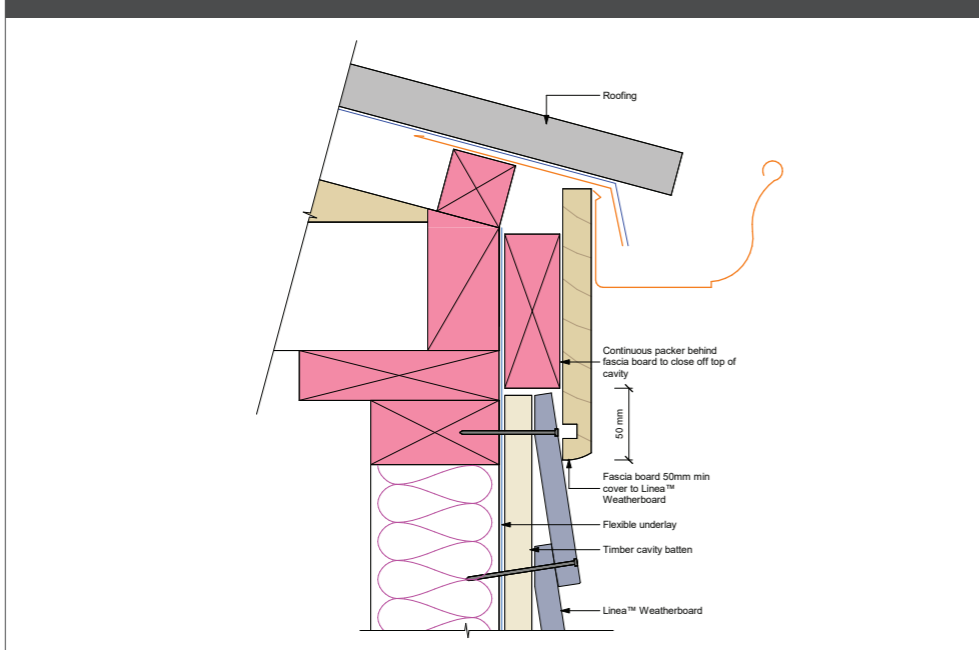 Roofing
Continuous packer behind
fascia board to close off top of
cavity
50 mm
Fascia board 50mm min
cover to Linea™
Weatherboard
Flexible underlay
Timber cavity batten
Linea™ Weatherboard